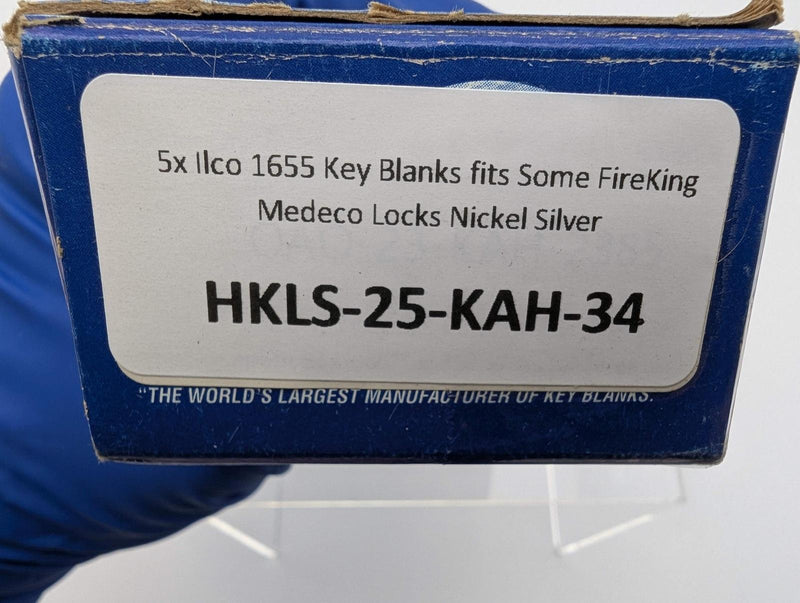 5x Ilco 1655 Key Blanks fits Some FireKing
Medeco Locks Nickel Silver
HKLS-25-KAH-34
"THE WORLD'S LARGEST MANUFACTURER OF KEY BLANKS.